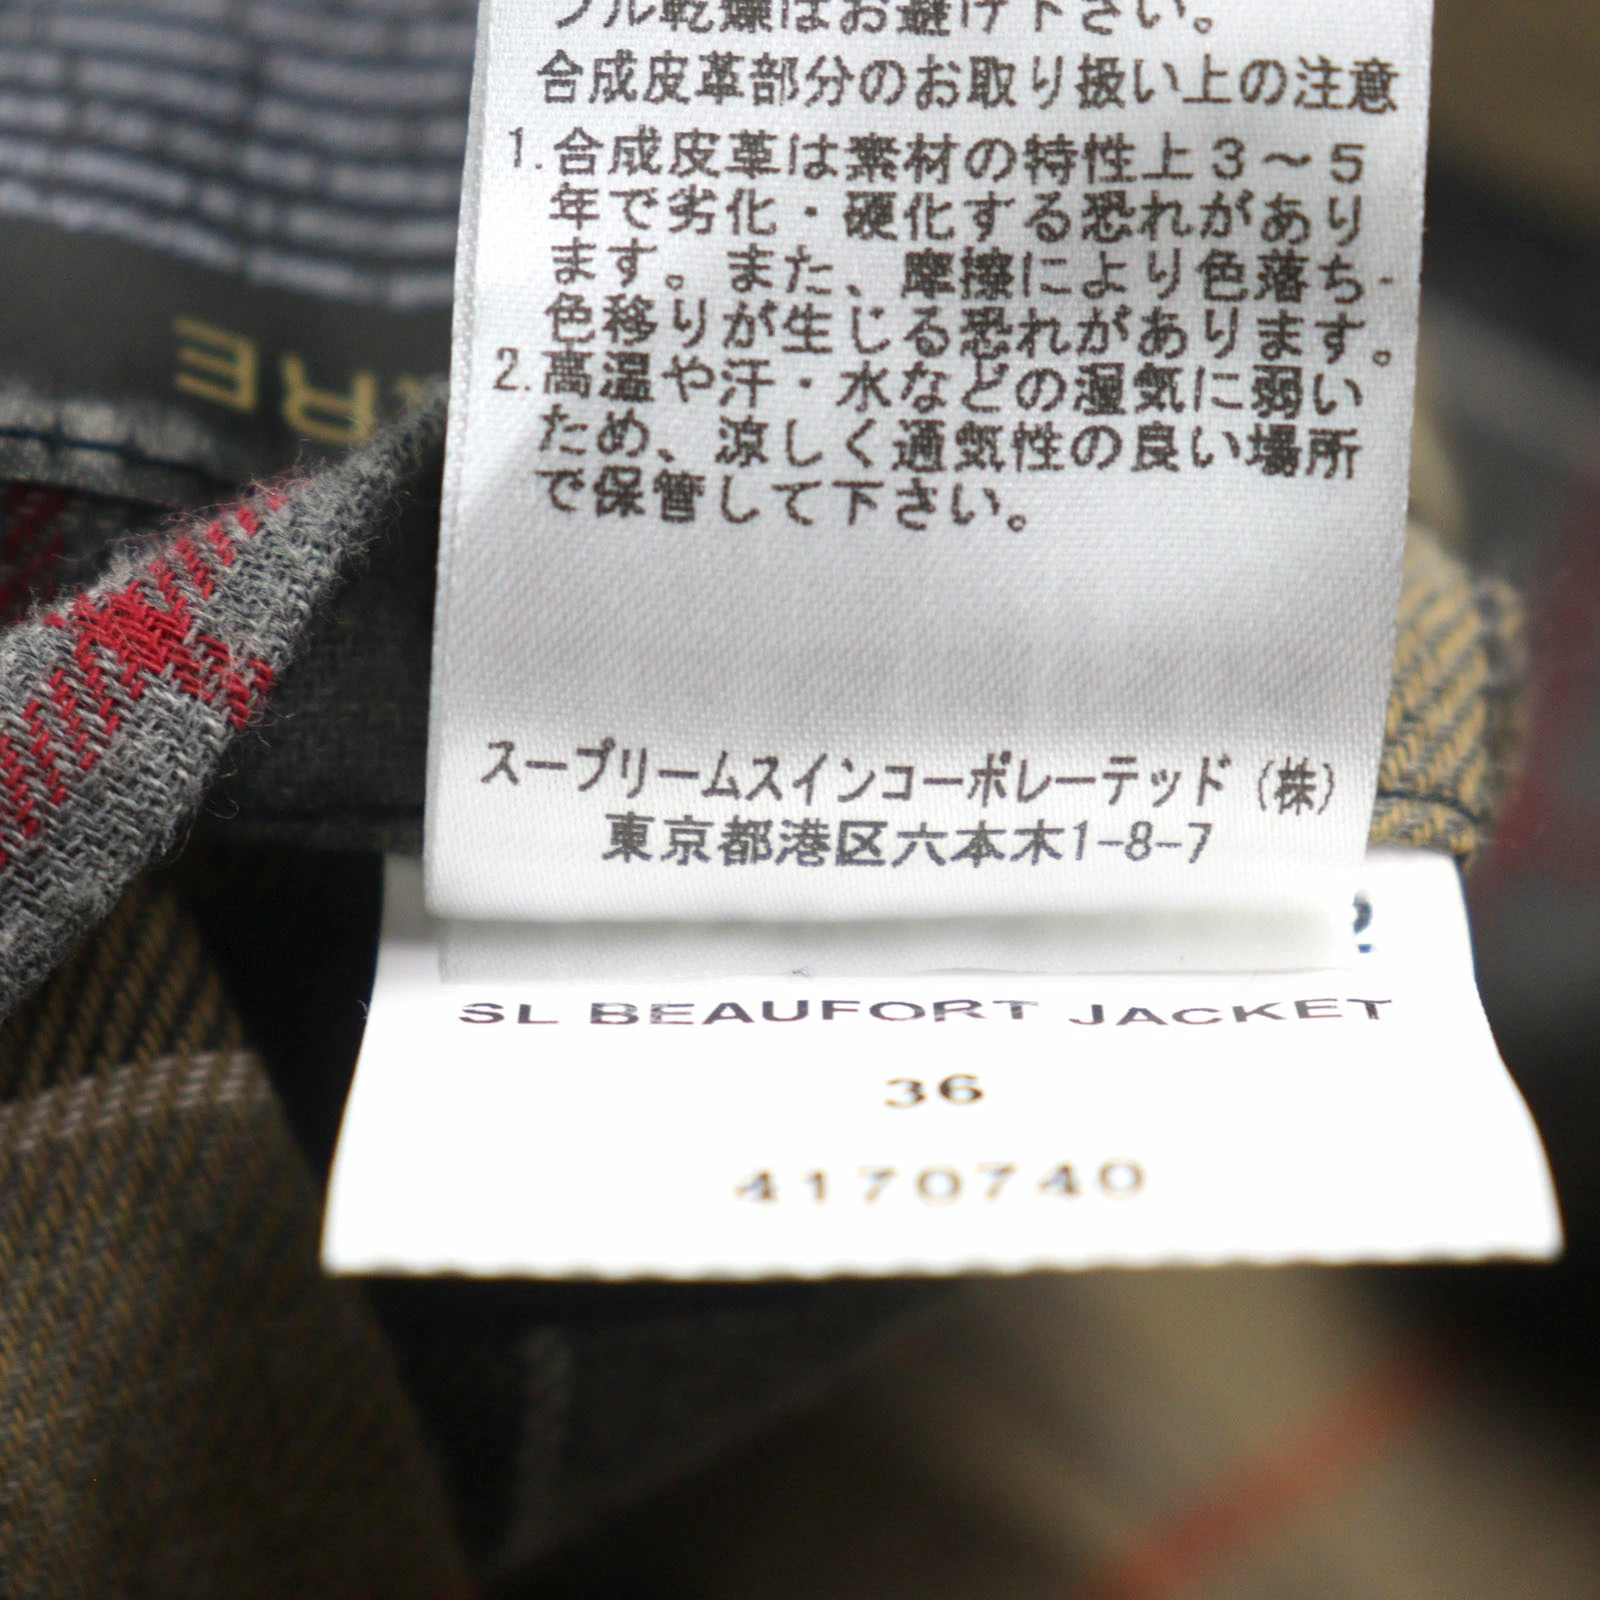 ブル乾燥はお避け下さい。
合成皮革部分のお取り扱い上の注意
1. 合成皮革は素材の特性上3〜5
年で劣化・硬化する恐れがあり
ます。また、摩擦により色落ち・
色移りが生じる恐れがあります。
2. 高温や汗・水などの湿気に弱い
ため、涼しく通気性の良い場所
で保管して下さい。
スープリームスインコーポレーテッド(株)
東京都港区六本木1-8-7
SL BEAUFORT JACKET
36
4170740